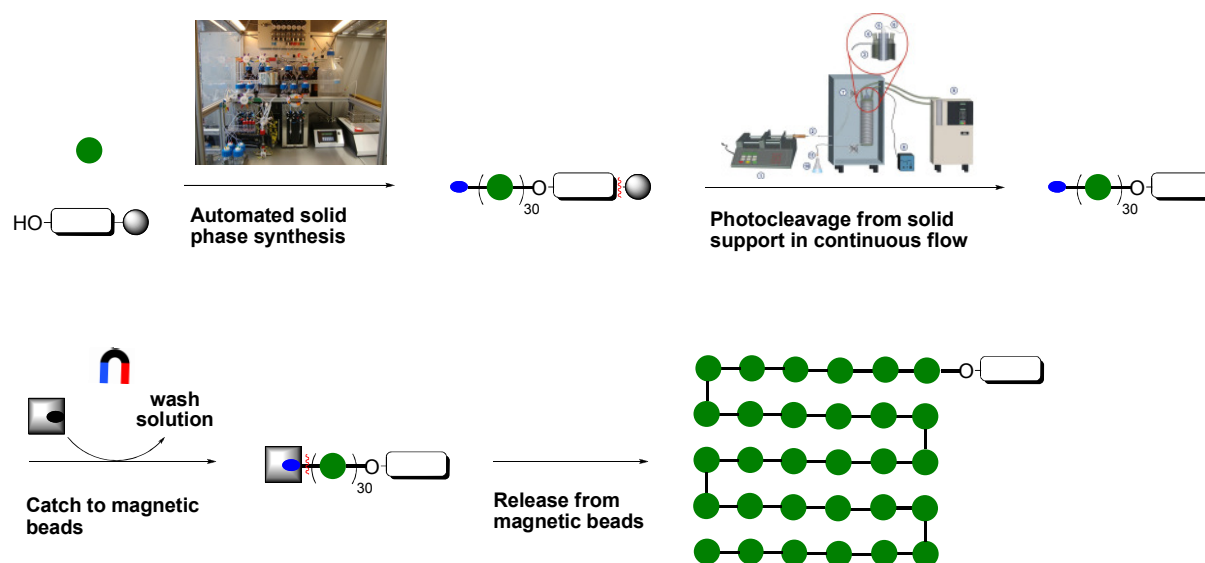 HO
Automated solid
phase synthesis
O
30
Photocleavage from solid
support in continuous flow
O
30
wash
solution
Catch to magnetic
beads
O
30
Release from
magnetic beads
O